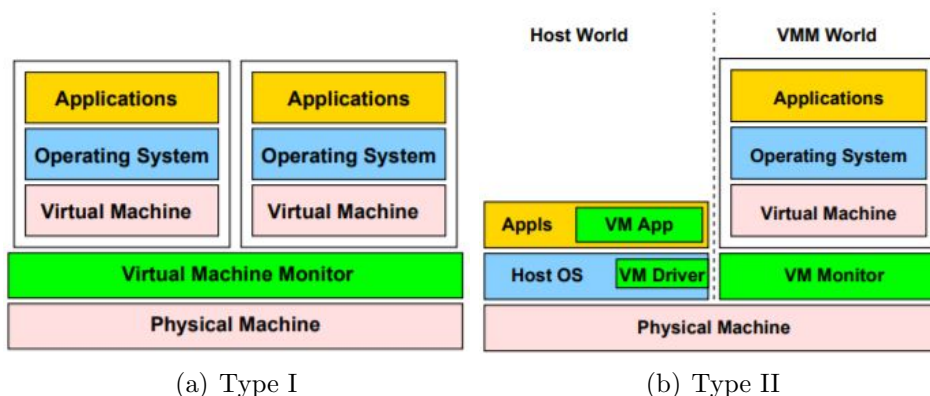 Host World
VMM World
Applications
Applications
Applications
Operating System
Operating System
Operating System
Virtual Machine
Virtual Machine
Virtual Machine
Appls
VM App
Virtual Machine Monitor
Host OS
VM Driver
VM Monitor
Physical Machine
Physical Machine
(a) Type I
(b) Type II